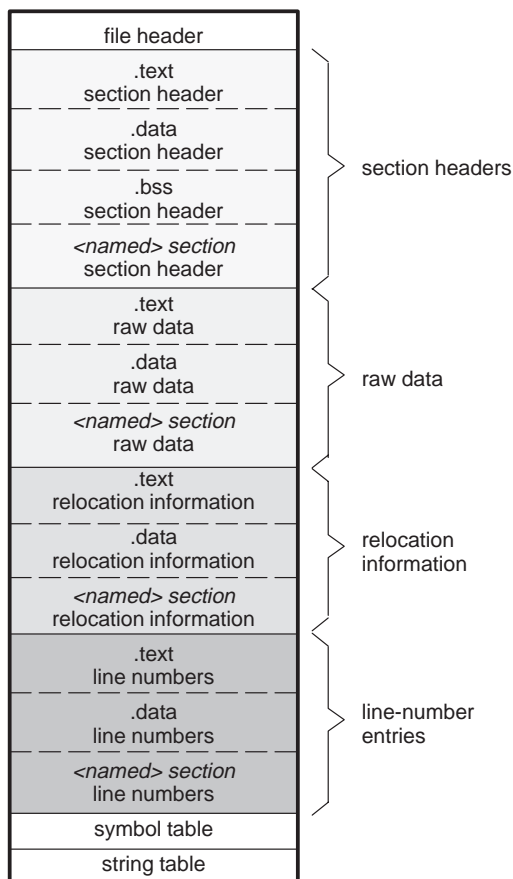 file header
.text
section header
.data
section header
.bss
section header
<named> section
section header
section headers
.text
raw data
.data
raw data
<named> section
raw data
raw data
.text
relocation information
.data
relocation information
<named> section
relocation information
relocation
information
.text
line numbers
.data
line numbers
<named> section
line numbers
line-number
entries
symbol table
string table